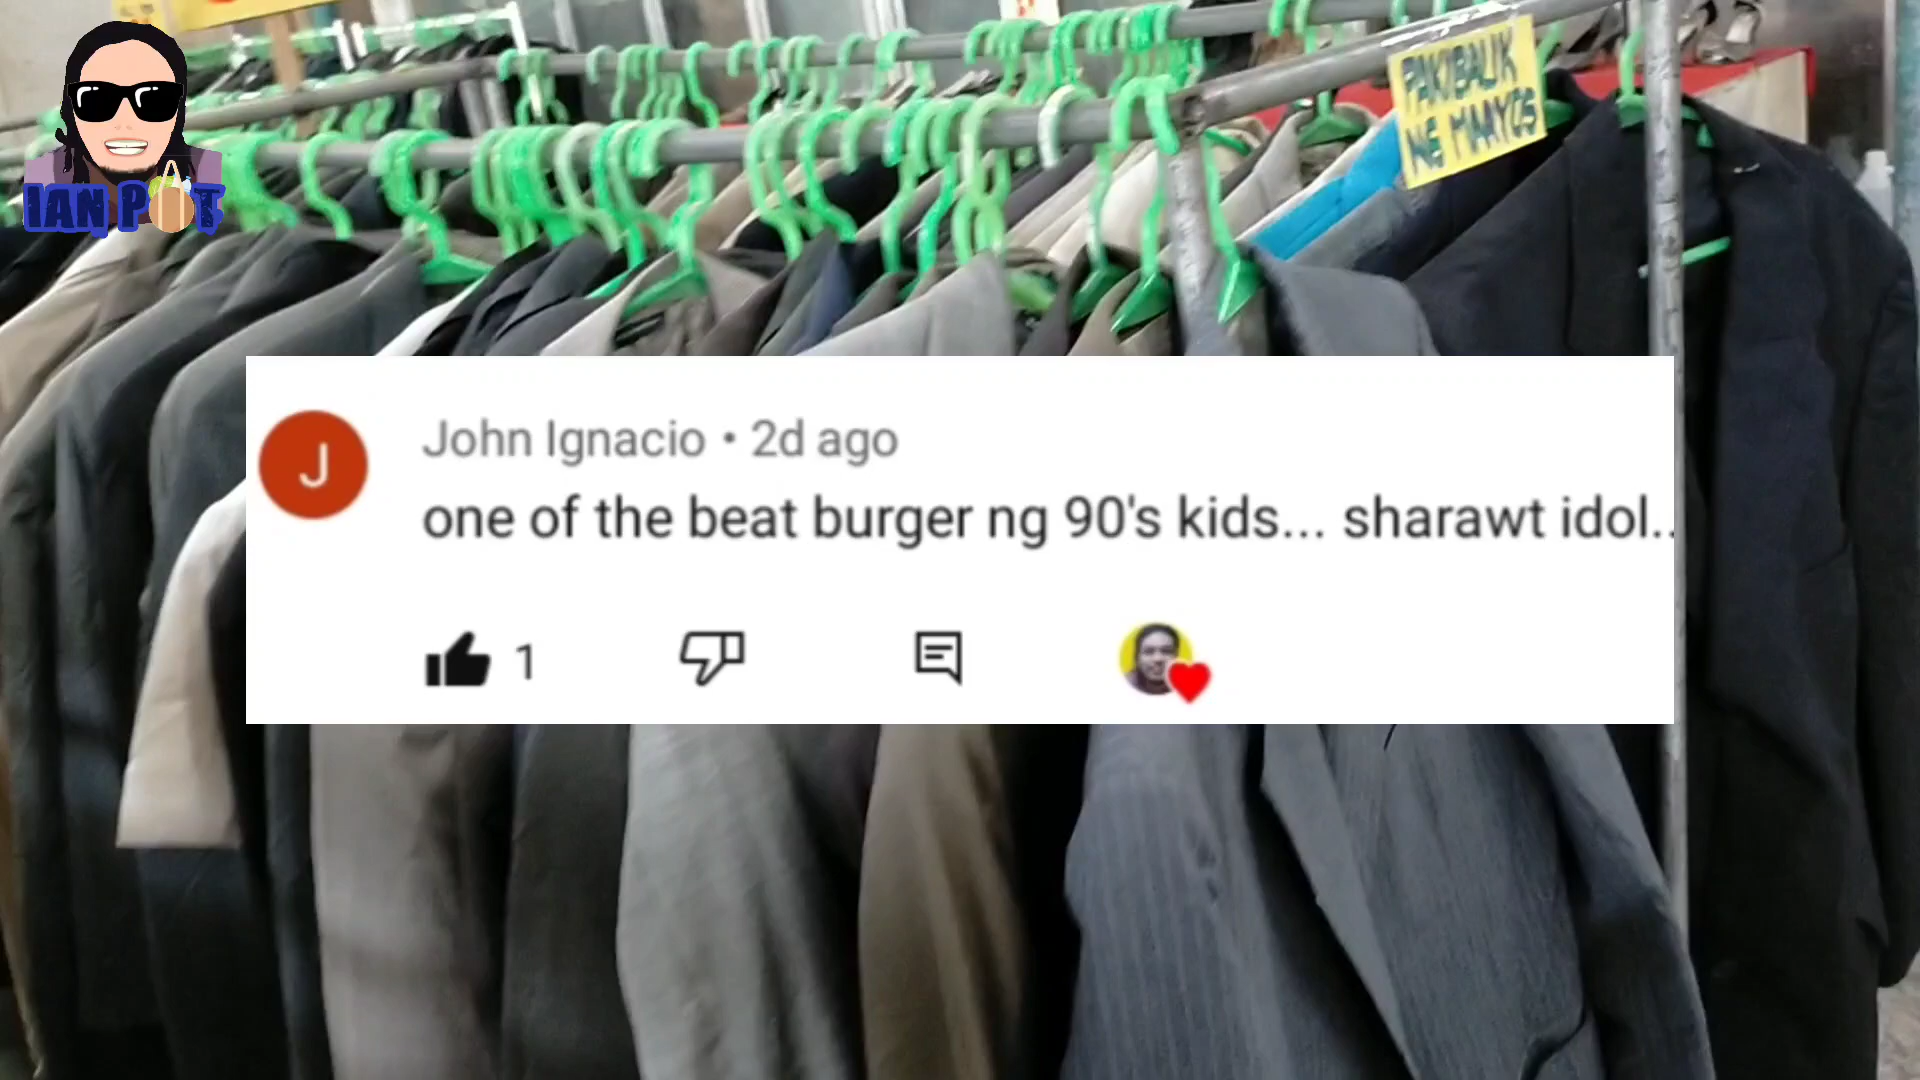 IAN POT
PAKIBALIK
NG MAAYOS
John Ignacio • 2d ago
one of the beat burger ng 90's kids... sharawt idol..
1